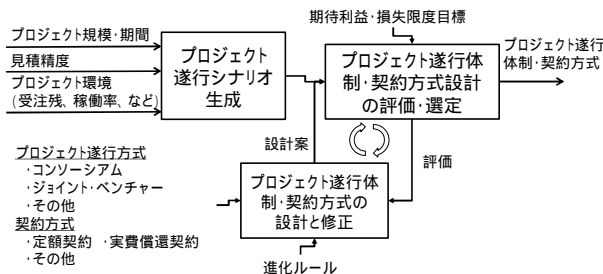 プロジェクト規模・期間
見積精度
プロジェクト環境
(受注残、稼働率、など)
プロジェクト
遂行シナリオ
生成
期待利益・損失限度目標
プロジェクト遂行体
制・契約方式設計
の評価・選定
プロジェクト遂行
体制・契約方式
設計案
評価
プロジェクト遂行方式
・コンソーシアム
・ジョイント・ベンチャー
・その他
契約方式
・定額契約 ・実費償還契約
・その他
プロジェクト遂行体
制・契約方式の
設計と修正
進化ルール